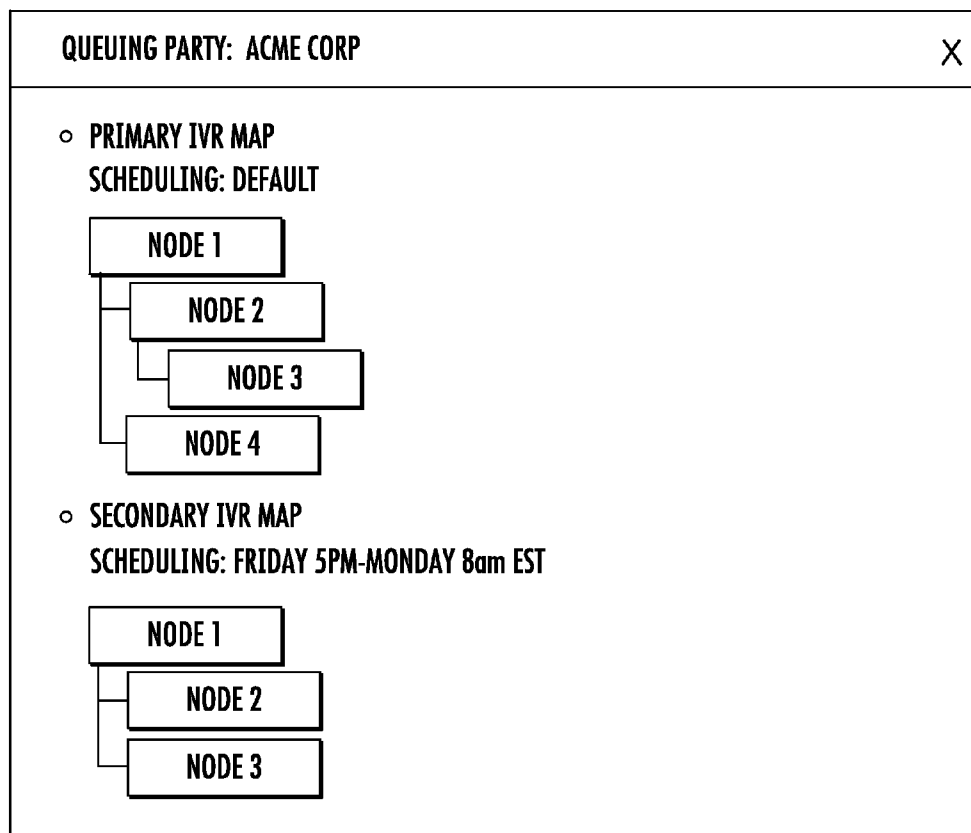 QUEUING PARTY: ACME CORP X
PRIMARY IVR MAP
SCHEDULING: DEFAULT
NODE 1
NODE 2
NODE 3
NODE 4
SECONDARY IVR MAP
SCHEDULING: FRIDAY 5PM-MONDAY 8am EST
NODE 1
NODE 2
NODE 3